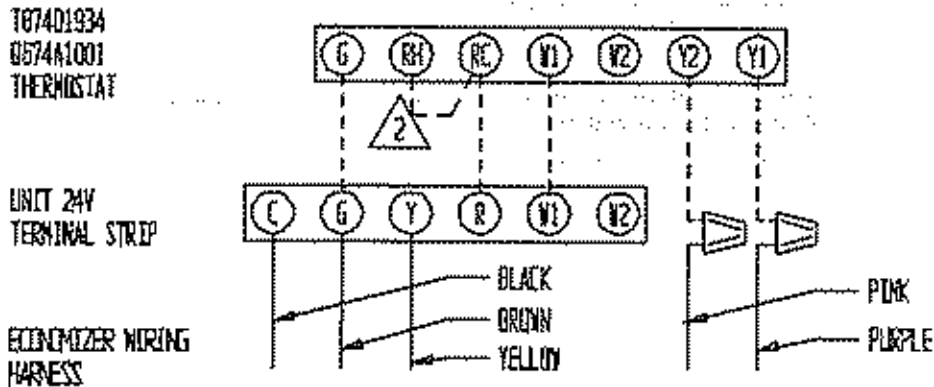 T874D1934
Q674A1001
THERMOSTAT
G RH RC W1 W2 Y2 Y1
2
UNIT 24V
TERMINAL STRIP
C G Y R W1 W2
BLACK
BROWN
YELLOW
PINK
PURPLE
ECONOMIZER WIRING
HARNESS